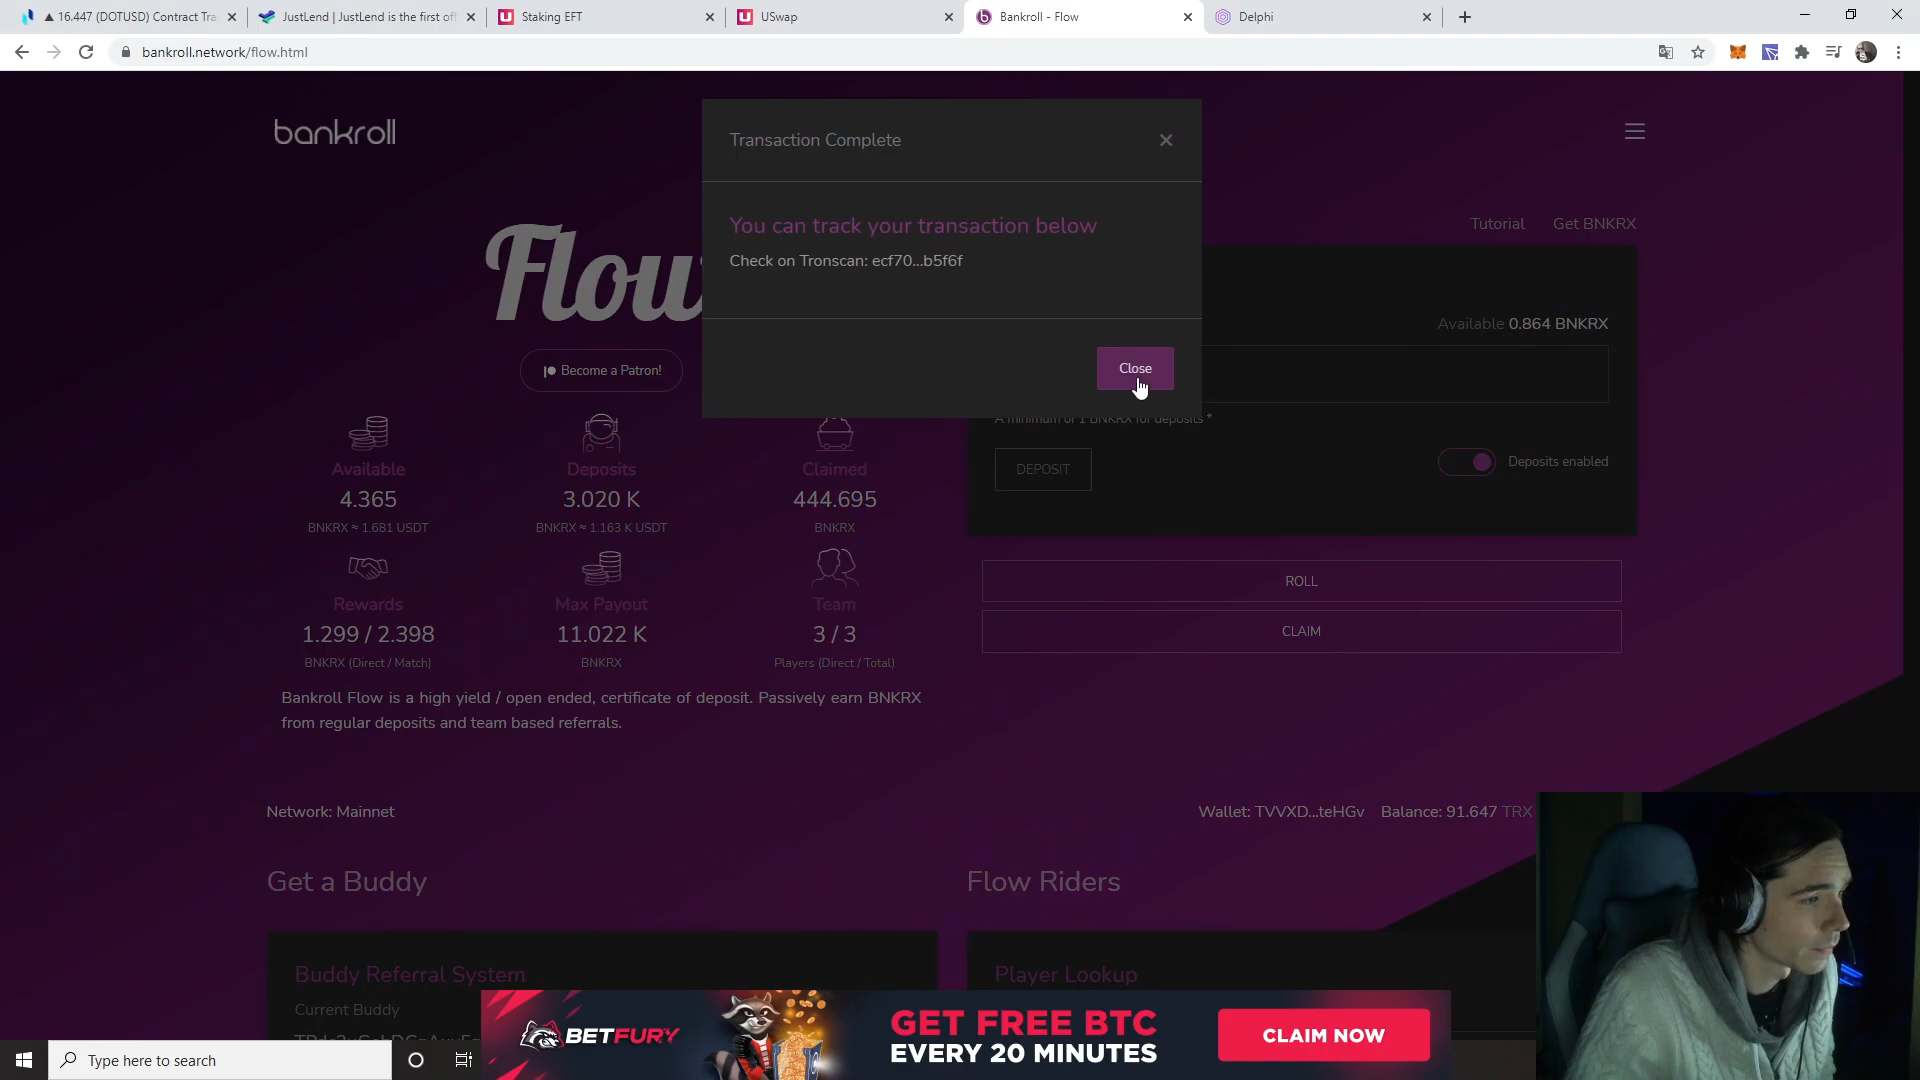 ▲ 16.447 (DOTUSD) Contract Tra
JustLend | JustLend is the first off
Staking EFT
USwap
Bankroll - Flow
Delphi
bankroll.network/flow.html
bankroll
Transaction Complete
You can track your transaction below
Check on Tronscan: ecf70...b5f6f
Close
Tutorial
Get BNKRX
Flow
Available 0.864 BNKRX
Become a Patron!
A minimum of 1 BNKRX for deposits *
DEPOSIT
Deposits enabled
Available
4.365
BNKRX ≈ 1.681 USDT
Deposits
3.020 K
BNKRX ≈ 1.163 K USDT
Claimed
444.695
BNKRX
Rewards
1.299 / 2.398
BNKRX (Direct / Match)
Max Payout
11.022 K
BNKRX
Team
3 / 3
Players (Direct / Total)
ROLL
CLAIM
Bankroll Flow is a high yield / open ended, certificate of deposit. Passively earn BNKRX
from regular deposits and team based referrals.
Network: Mainnet
Wallet: TVVXD...teHGv
Balance: 91.647 TRX
Get a Buddy
Flow Riders
Buddy Referral System
Current Buddy
Player Lookup
BETFURY
GET FREE BTC
EVERY 20 MINUTES
CLAIM NOW
Type here to search